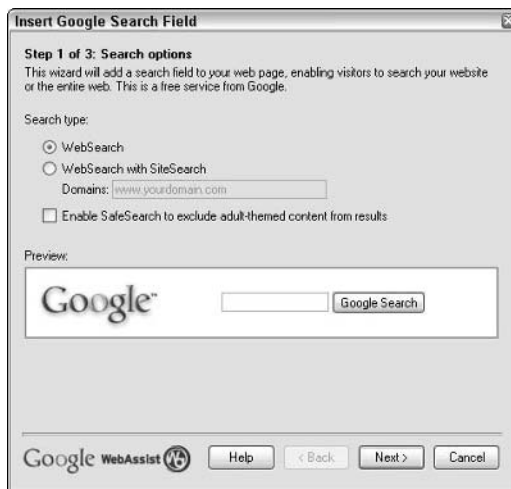 Insert Google Search Field
Step 1 of 3: Search options
This wizard will add a search field to your web page, enabling visitors to search your website
or the entire web. This is a free service from Google.
Search type:
WebSearch
WebSearch with SiteSearch
Domains: www.yourdomain.com
Enable SafeSearch to exclude adult-themed content from results
Preview:
Google™ Google Search
Google WebAssist Help < Back Next > Cancel